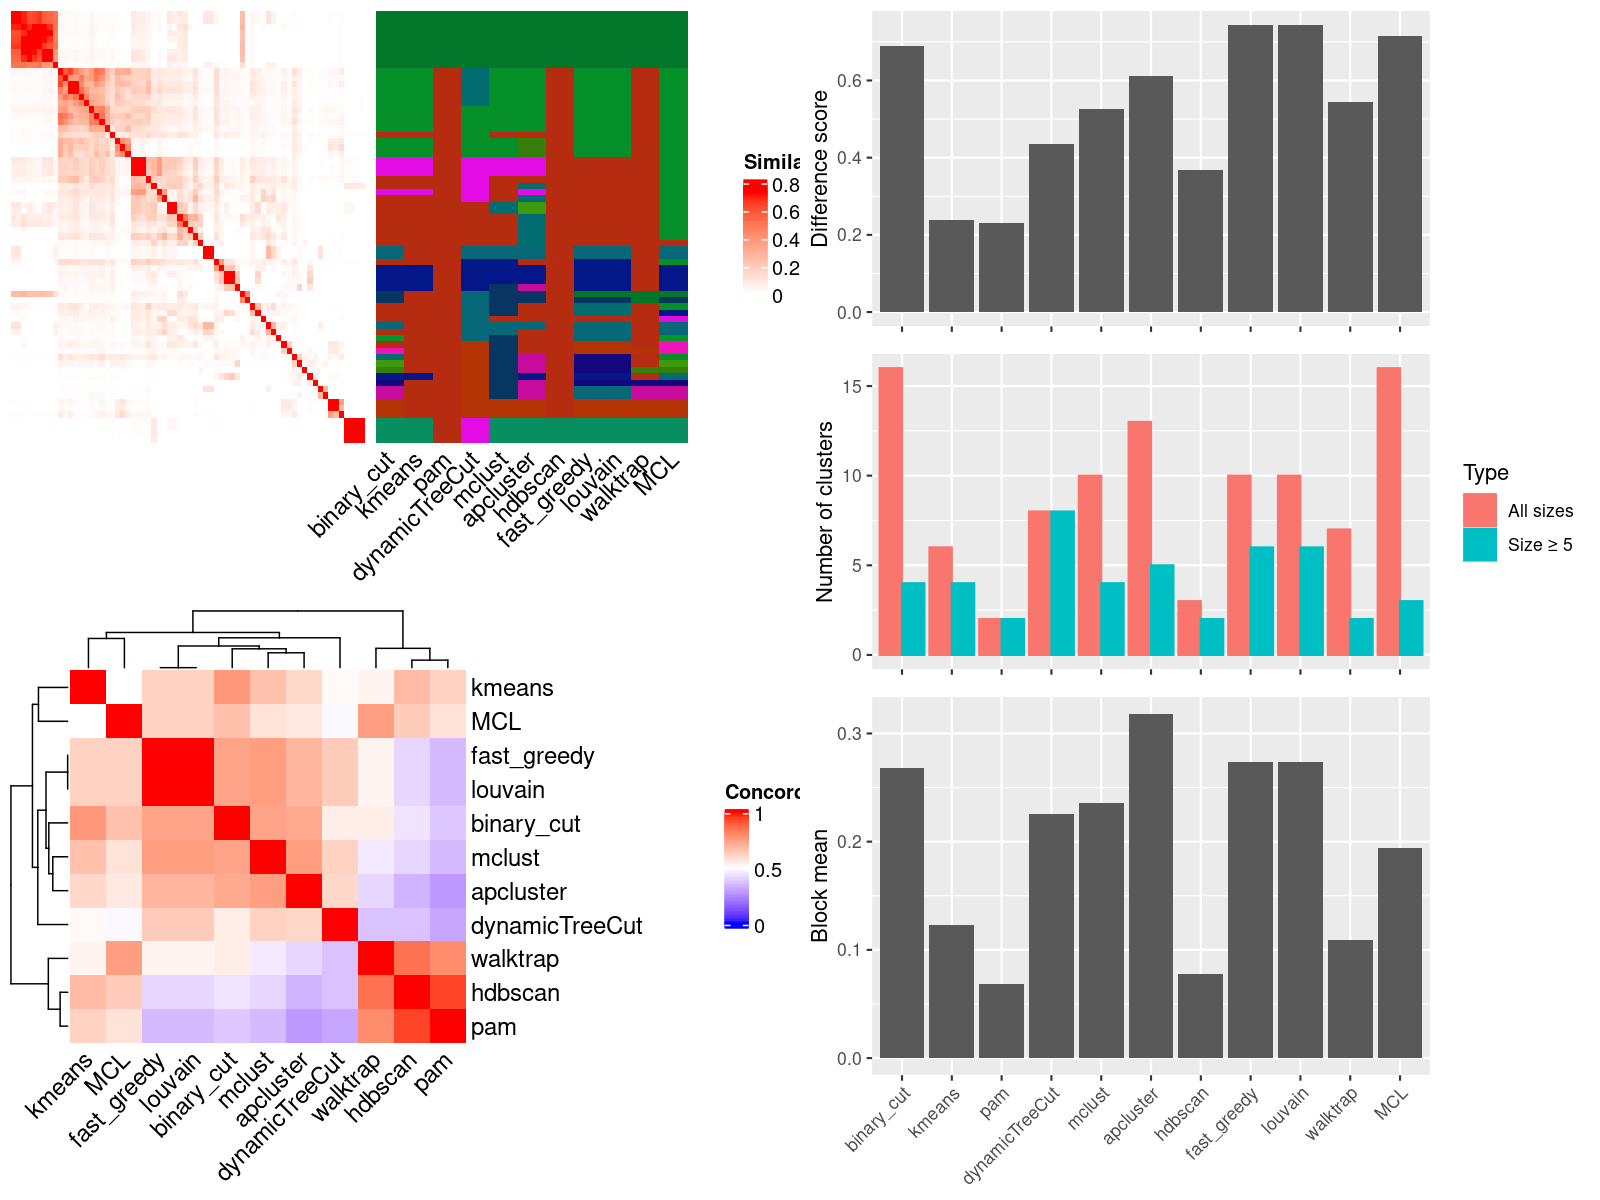 Simila
0.8
0.6
0.4
0.2
0
binary_cut
kmeans
pam
dynamicTreeCut
mclust
apcluster
hdbscan
fast_greedy
louvain
walktrap
MCL
Difference score
0.6
0.4
0.2
0.0
Number of clusters
15
10
5
0
Type
All sizes
Size ≥ 5
kmeans
MCL
fast_greedy
louvain
binary_cut
mclust
apcluster
dynamicTreeCut
walktrap
hdbscan
pam
kmeans
MCL
fast_greedy
louvain
binary_cut
mclust
apcluster
dynamicTreeCut
walktrap
hdbscan
pam
Concord
1
0.5
0
Block mean
0.3
0.2
0.1
0.0
binary_cut
kmeans
pam
dynamicTreeCut
mclust
apcluster
hdbscan
fast_greedy
louvain
walktrap
MCL